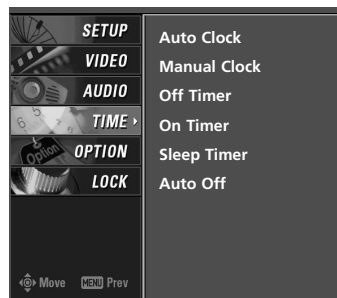 SETUP
VIDEO
AUDIO
TIME
OPTION
LOCK
Move MENU Prev
Auto Clock
Manual Clock
Off Timer
On Timer
Sleep Timer
Auto Off